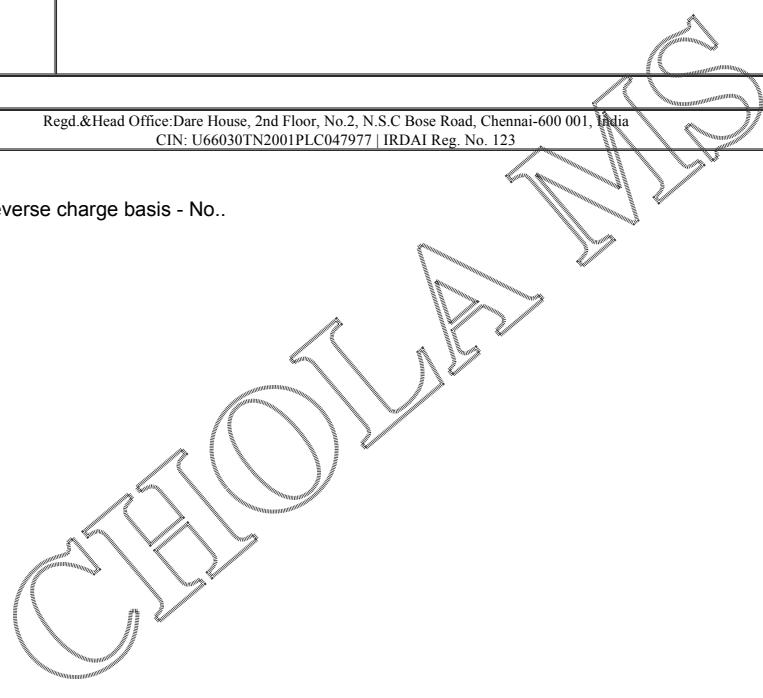 Regd.&Head Office:Dare House, 2nd Floor, No.2, N.S.C Bose Road, Chennai-600 001, India
CIN: U66030TN2001PLC047977 | IRDAI Reg. No. 123
everse charge basis - No..
CHOLA MS